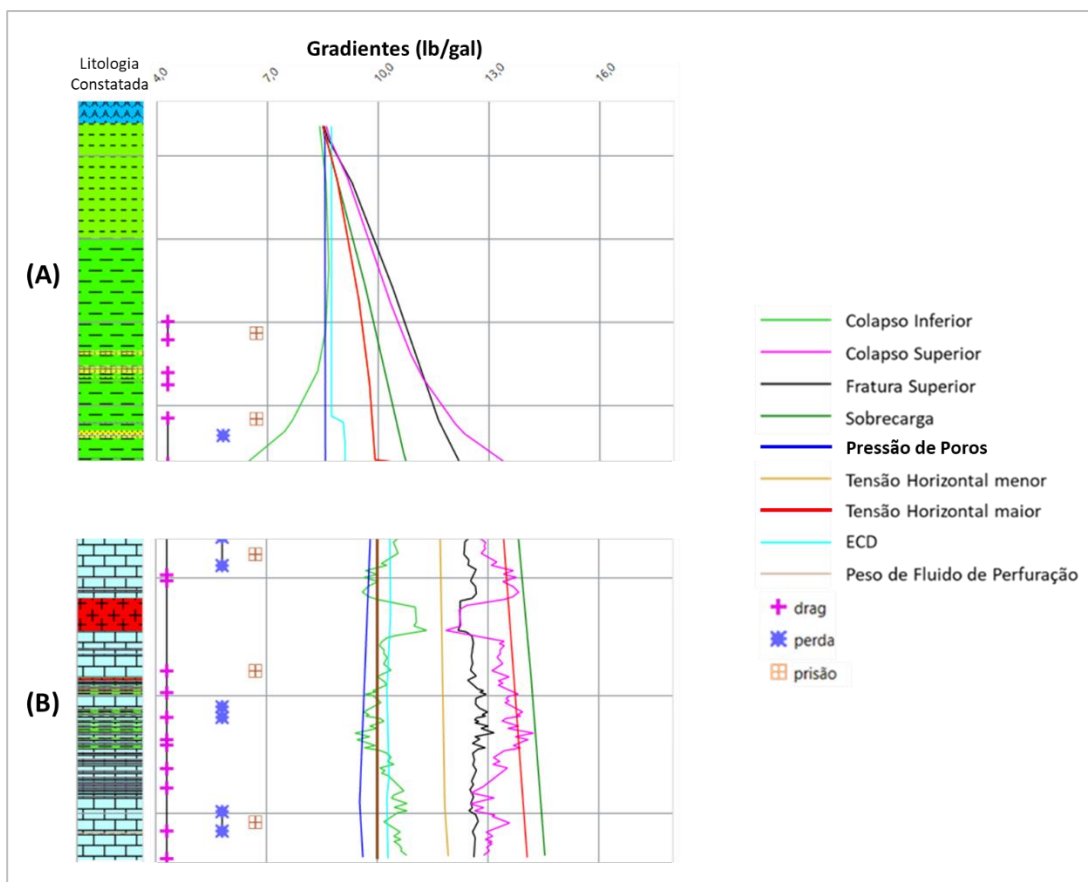 Gradientes (lb/gal)
Litologia
Constatada
4,0
7,0
10,0
13,0
16,0
(A)
(B)
Colapso Inferior
Colapso Superior
Fratura Superior
Sobrecarga
Pressão de Poros
Tensão Horizontal menor
Tensão Horizontal maior
ECD
Peso de Fluido de Perfuração
drag
perda
prisão